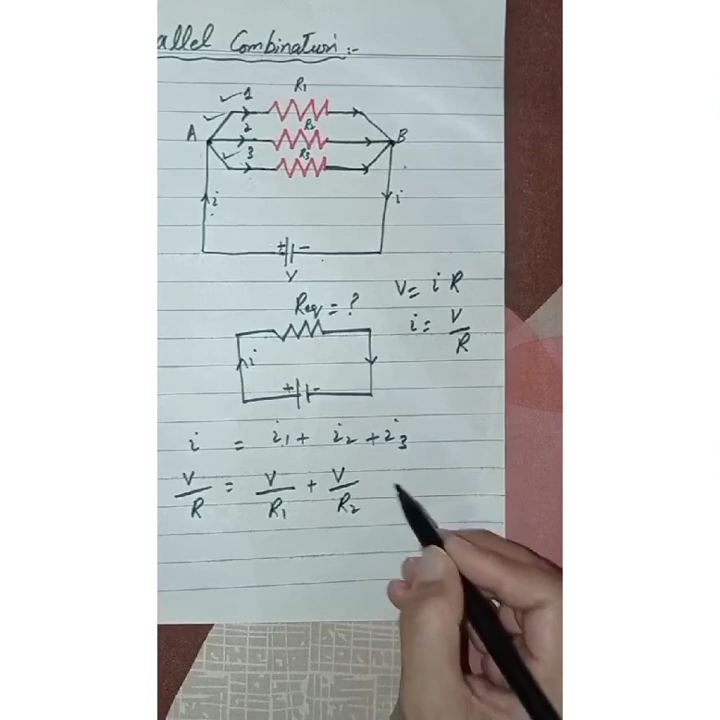 allel Combination:-
R1
1
R2
A 2 B
R3
3
i i
+ -
V
V = i R
Req = ?
i = V/R
i
+ -
i = i1 + i2 + i3
V/R = V/R1 + V/R2